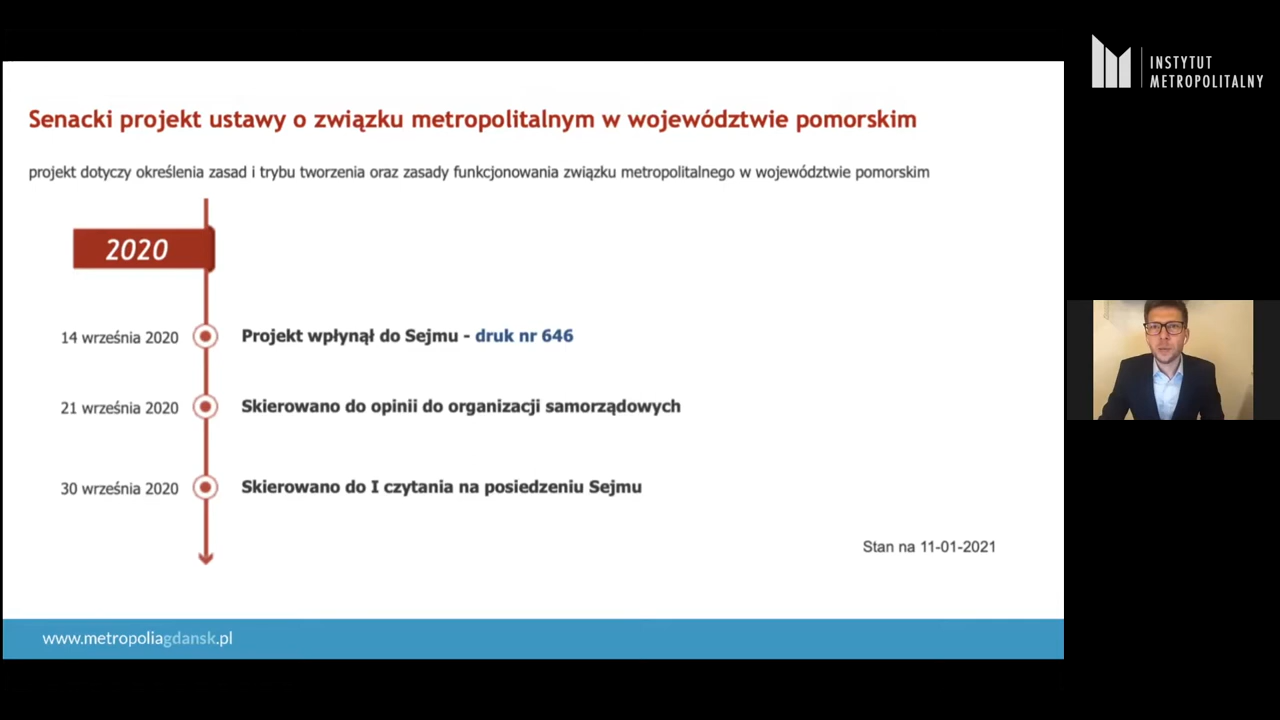 INSTYTUT
METROPOLITALNY
Senacki projekt ustawy o związku metropolitalnym w województwie pomorskim
projekt dotyczy określenia zasad i trybu tworzenia oraz zasady funkcjonowania związku metropolitalnego w województwie pomorskim
2020
14 września 2020 Projekt wpłynął do Sejmu - druk nr 646
21 września 2020 Skierowano do opinii do organizacji samorządowych
30 września 2020 Skierowano do I czytania na posiedzeniu Sejmu
Stan na 11-01-2021
www.metropoliagdansk.pl